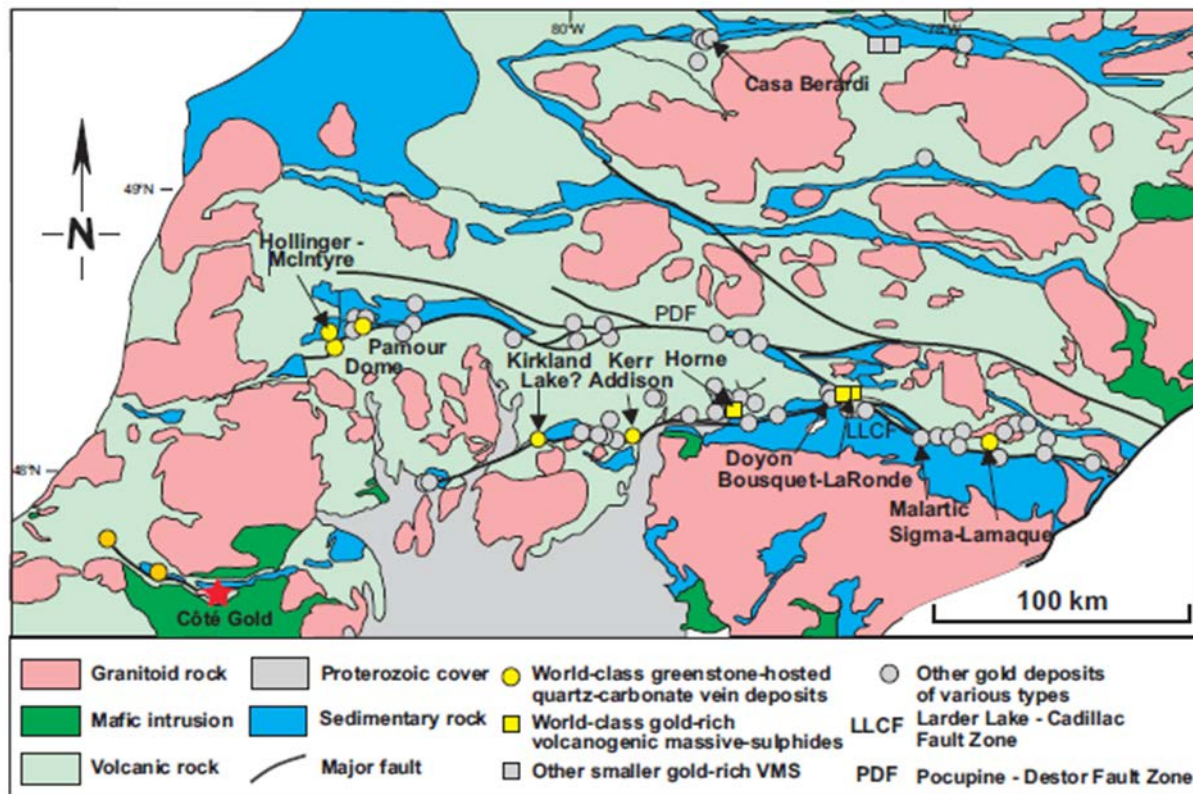 80°W
78°W
Casa Berardi
49°N
N
Hollinger -
McIntyre
PDF
Pamour
Dome
Kirkland
Lake?
Kerr
Addison
Horne
LLCF
Doyon
Bousquet-LaRonde
48°N
Malartic
Sigma-Lamaque
Côté Gold
100 km
Granitoid rock
Mafic intrusion
Volcanic rock
Proterozoic cover
Sedimentary rock
Major fault
World-class greenstone-hosted
quartz-carbonate vein deposits
World-class gold-rich
volcanogenic massive-sulphides
Other smaller gold-rich VMS
Other gold deposits
of various types
LLCF Larder Lake - Cadillac
Fault Zone
PDF Pocupine - Destor Fault Zone